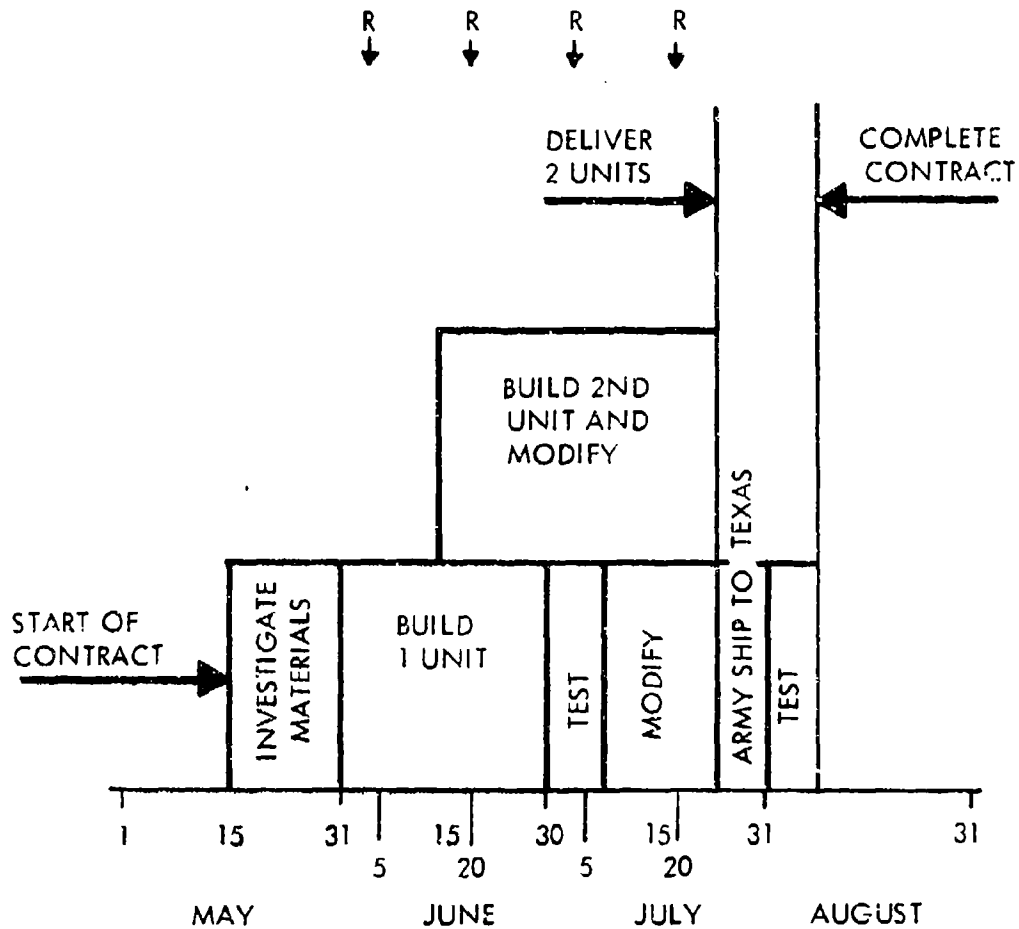 R R R R
DELIVER
2 UNITS
COMPLETE
CONTRACT
BUILD 2ND
UNIT AND
MODIFY
START OF
CONTRACT
INVESTIGATE
MATERIALS
BUILD
1 UNIT
TEST
MODIFY
ARMY SHIP TO TEXAS
TEST
1 15 31 15 30 15 31 31
5 20 5 20
MAY JUNE JULY AUGUST